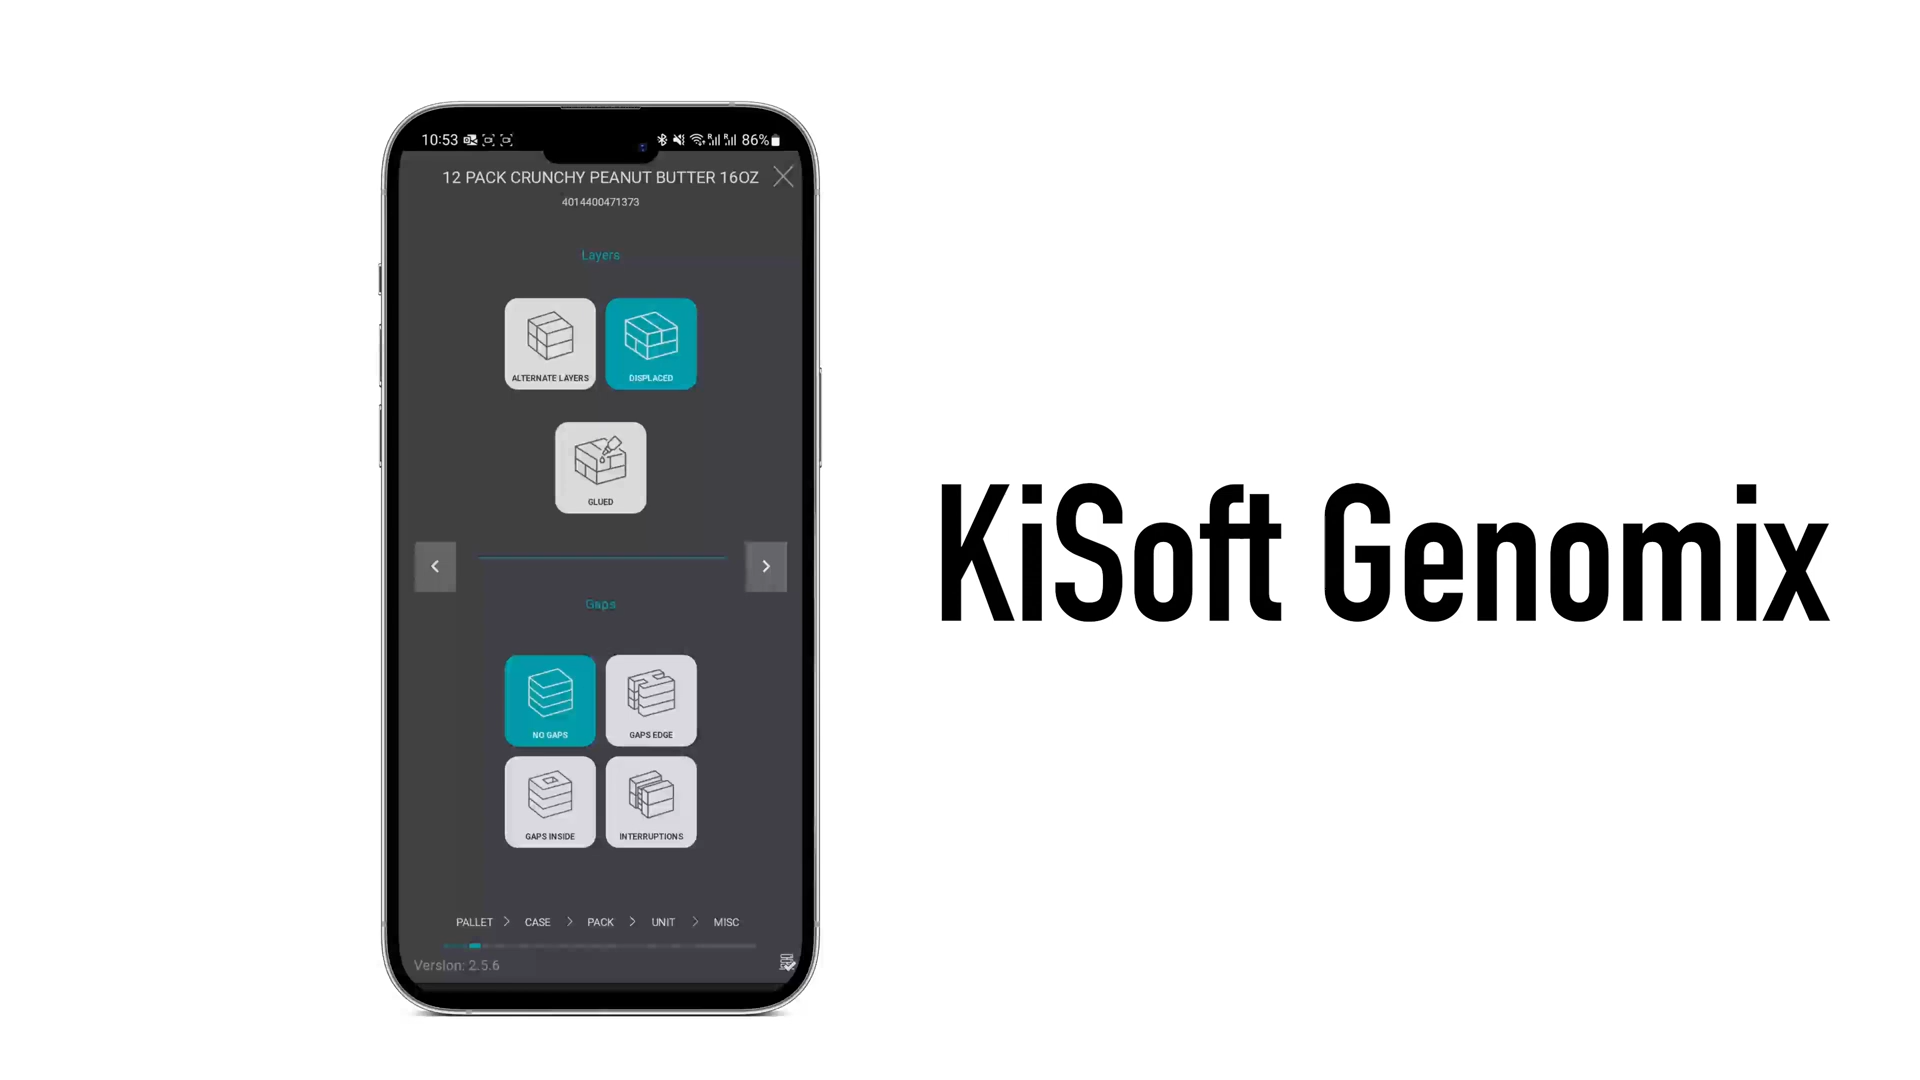 10:53
86%
12 PACK CRUNCHY PEANUT BUTTER 16OZ
4014400471373
Layers
ALTERNATE LAYERS
DISPLACED
GLUED
Gaps
NO GAPS
GAPS EDGE
GAPS INSIDE
INTERRUPTIONS
PALLET > CASE > PACK > UNIT > MISC
Version: 2.5.6
KiSoft Genomix